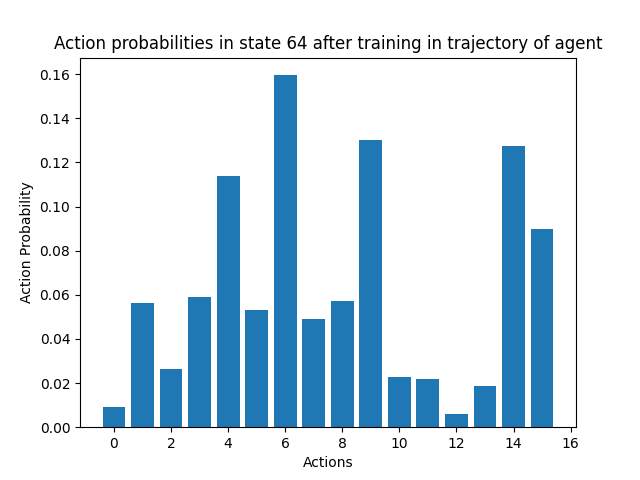 Action probabilities in state 64 after training in trajectory of agent
0.16
0.14
0.12
0.10
0.08
0.06
0.04
0.02
0.00
Action Probability
0 2 4 6 8 10 12 14 16
Actions